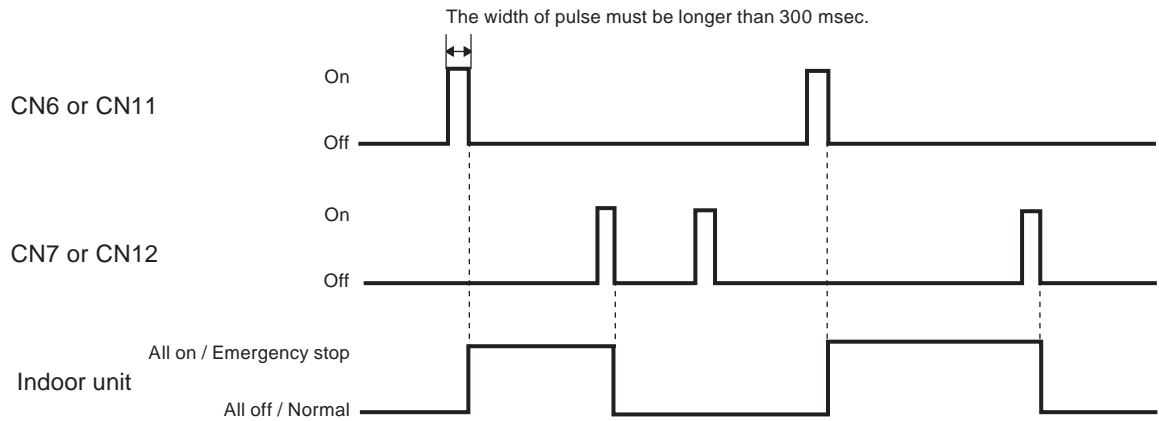 The width of pulse must be longer than 300 msec.
On
CN6 or CN11
Off
On
CN7 or CN12
Off
All on / Emergency stop
Indoor unit
All off / Normal